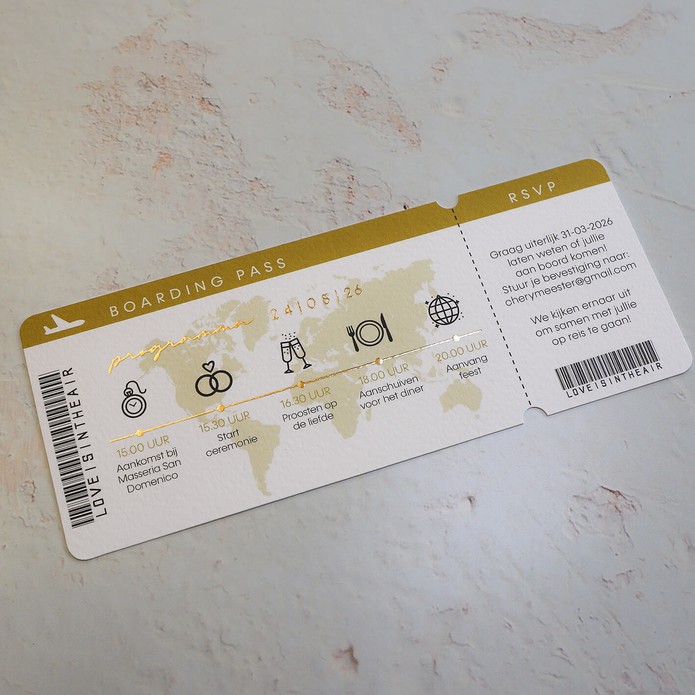 BOARDING PASS
programma 24|05|26
15.00 UUR
Aankomst bij
Masseria San
Domenico
15.30 UUR
Start
ceremonie
16.30 UUR
Proosten op
de liefde
18.00 UUR
Aanschuiven
voor het diner
20.00 UUR
Aanvang
feest
LOVEISINTHEAIR
RSVP
Graag uiterlijk 31-03-2026
laten weten of jullie
aan board komen!
Stuur je bevestiging naar:
cherymeester@gmail.com
We kijken ernaar uit
om samen met jullie
op reis te gaan!
LOVEISINTHEAIR